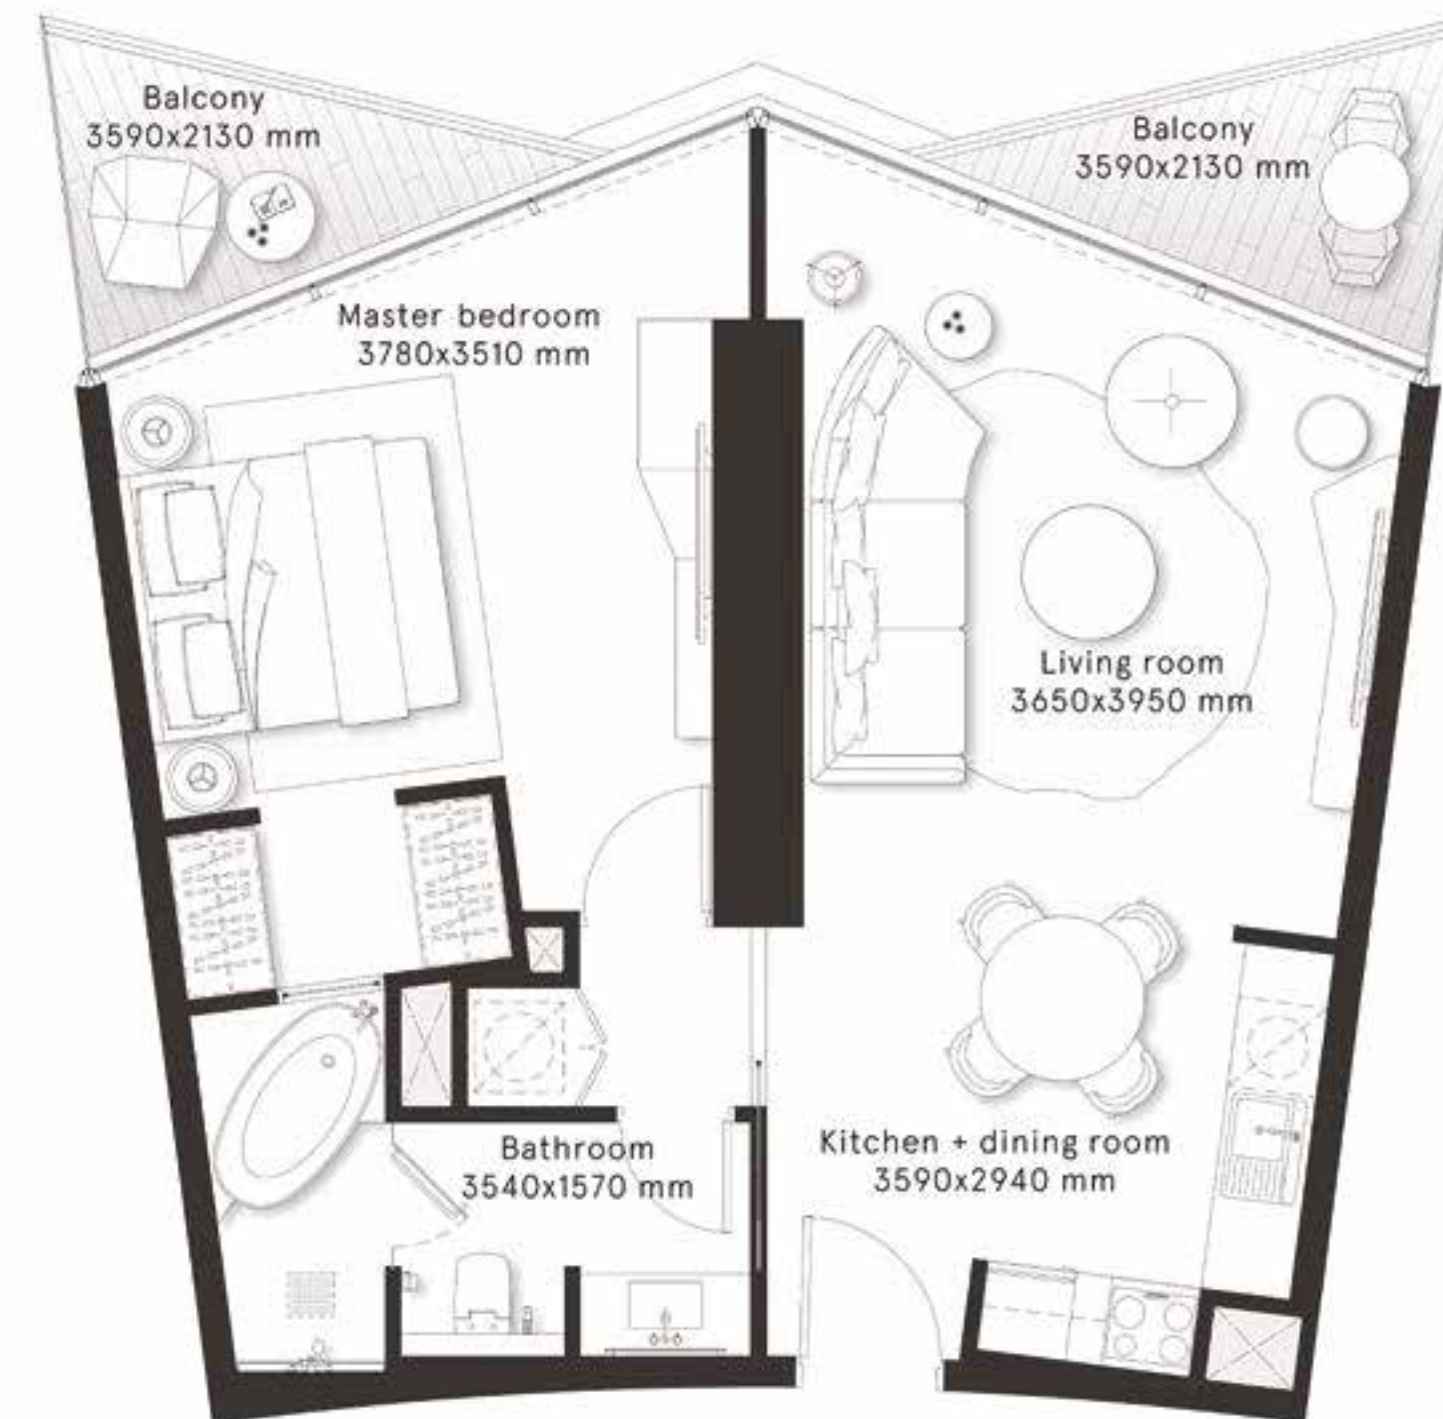 Balcony
3590x2130 mm
Balcony
3590x2130 mm
Master bedroom
3780x3510 mm
Living room
3650x3950 mm
Bathroom
3540x1570 mm
Kitchen + dining room
3590x2940 mm